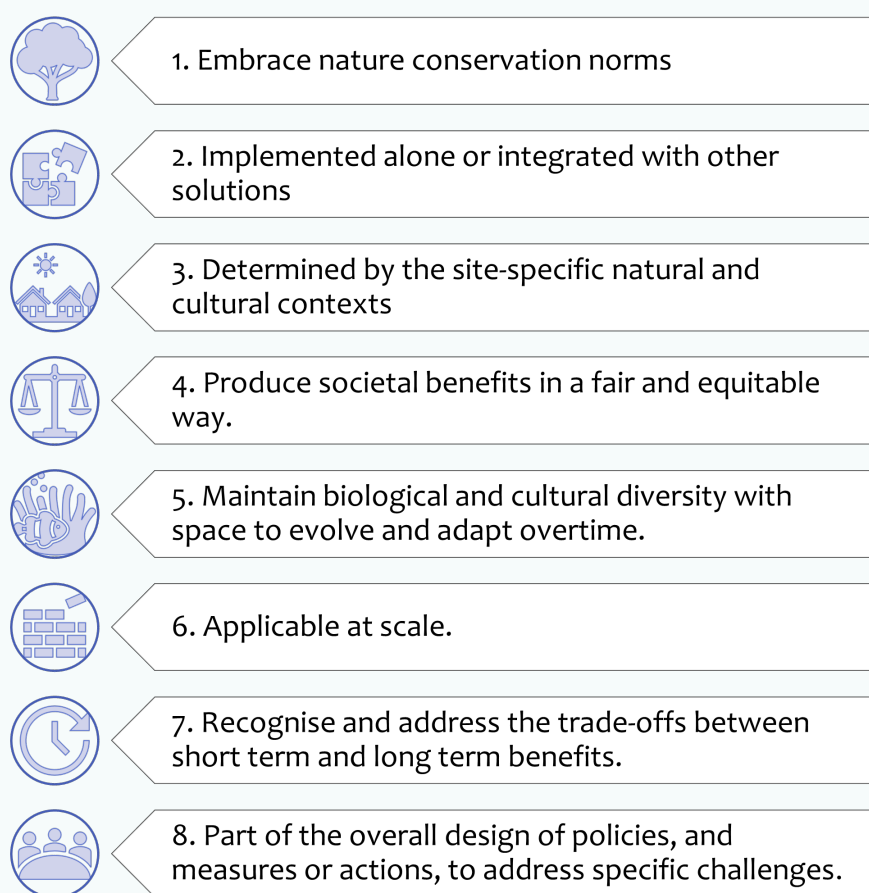 1. Embrace nature conservation norms
2. Implemented alone or integrated with other
solutions
3. Determined by the site-specific natural and
cultural contexts
4. Produce societal benefits in a fair and equitable
way.
5. Maintain biological and cultural diversity with
space to evolve and adapt overtime.
6. Applicable at scale.
7. Recognise and address the trade-offs between
short term and long term benefits.
8. Part of the overall design of policies, and
measures or actions, to address specific challenges.